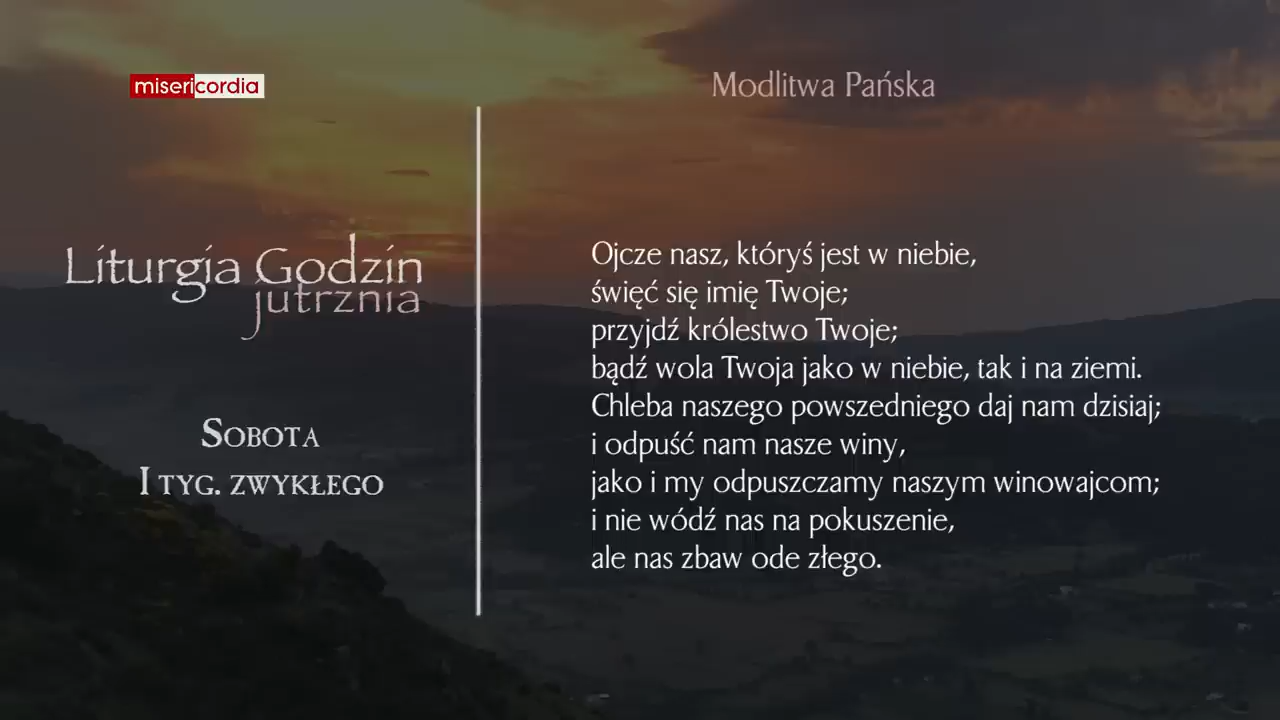 misericordia
Modlitwa Pańska
Liturgia Godzin
jutrznia
Sobota
I tyg. zwykłego
Ojcze nasz, któryś jest w niebie,
święć się imię Twoje;
przyjdź królestwo Twoje;
bądź wola Twoja jako w niebie, tak i na ziemi.
Chleba naszego powszedniego daj nam dzisiaj;
i odpuść nam nasze winy,
jako i my odpuszczamy naszym winowajcom;
i nie wódź nas na pokuszenie,
ale nas zbaw ode złego.